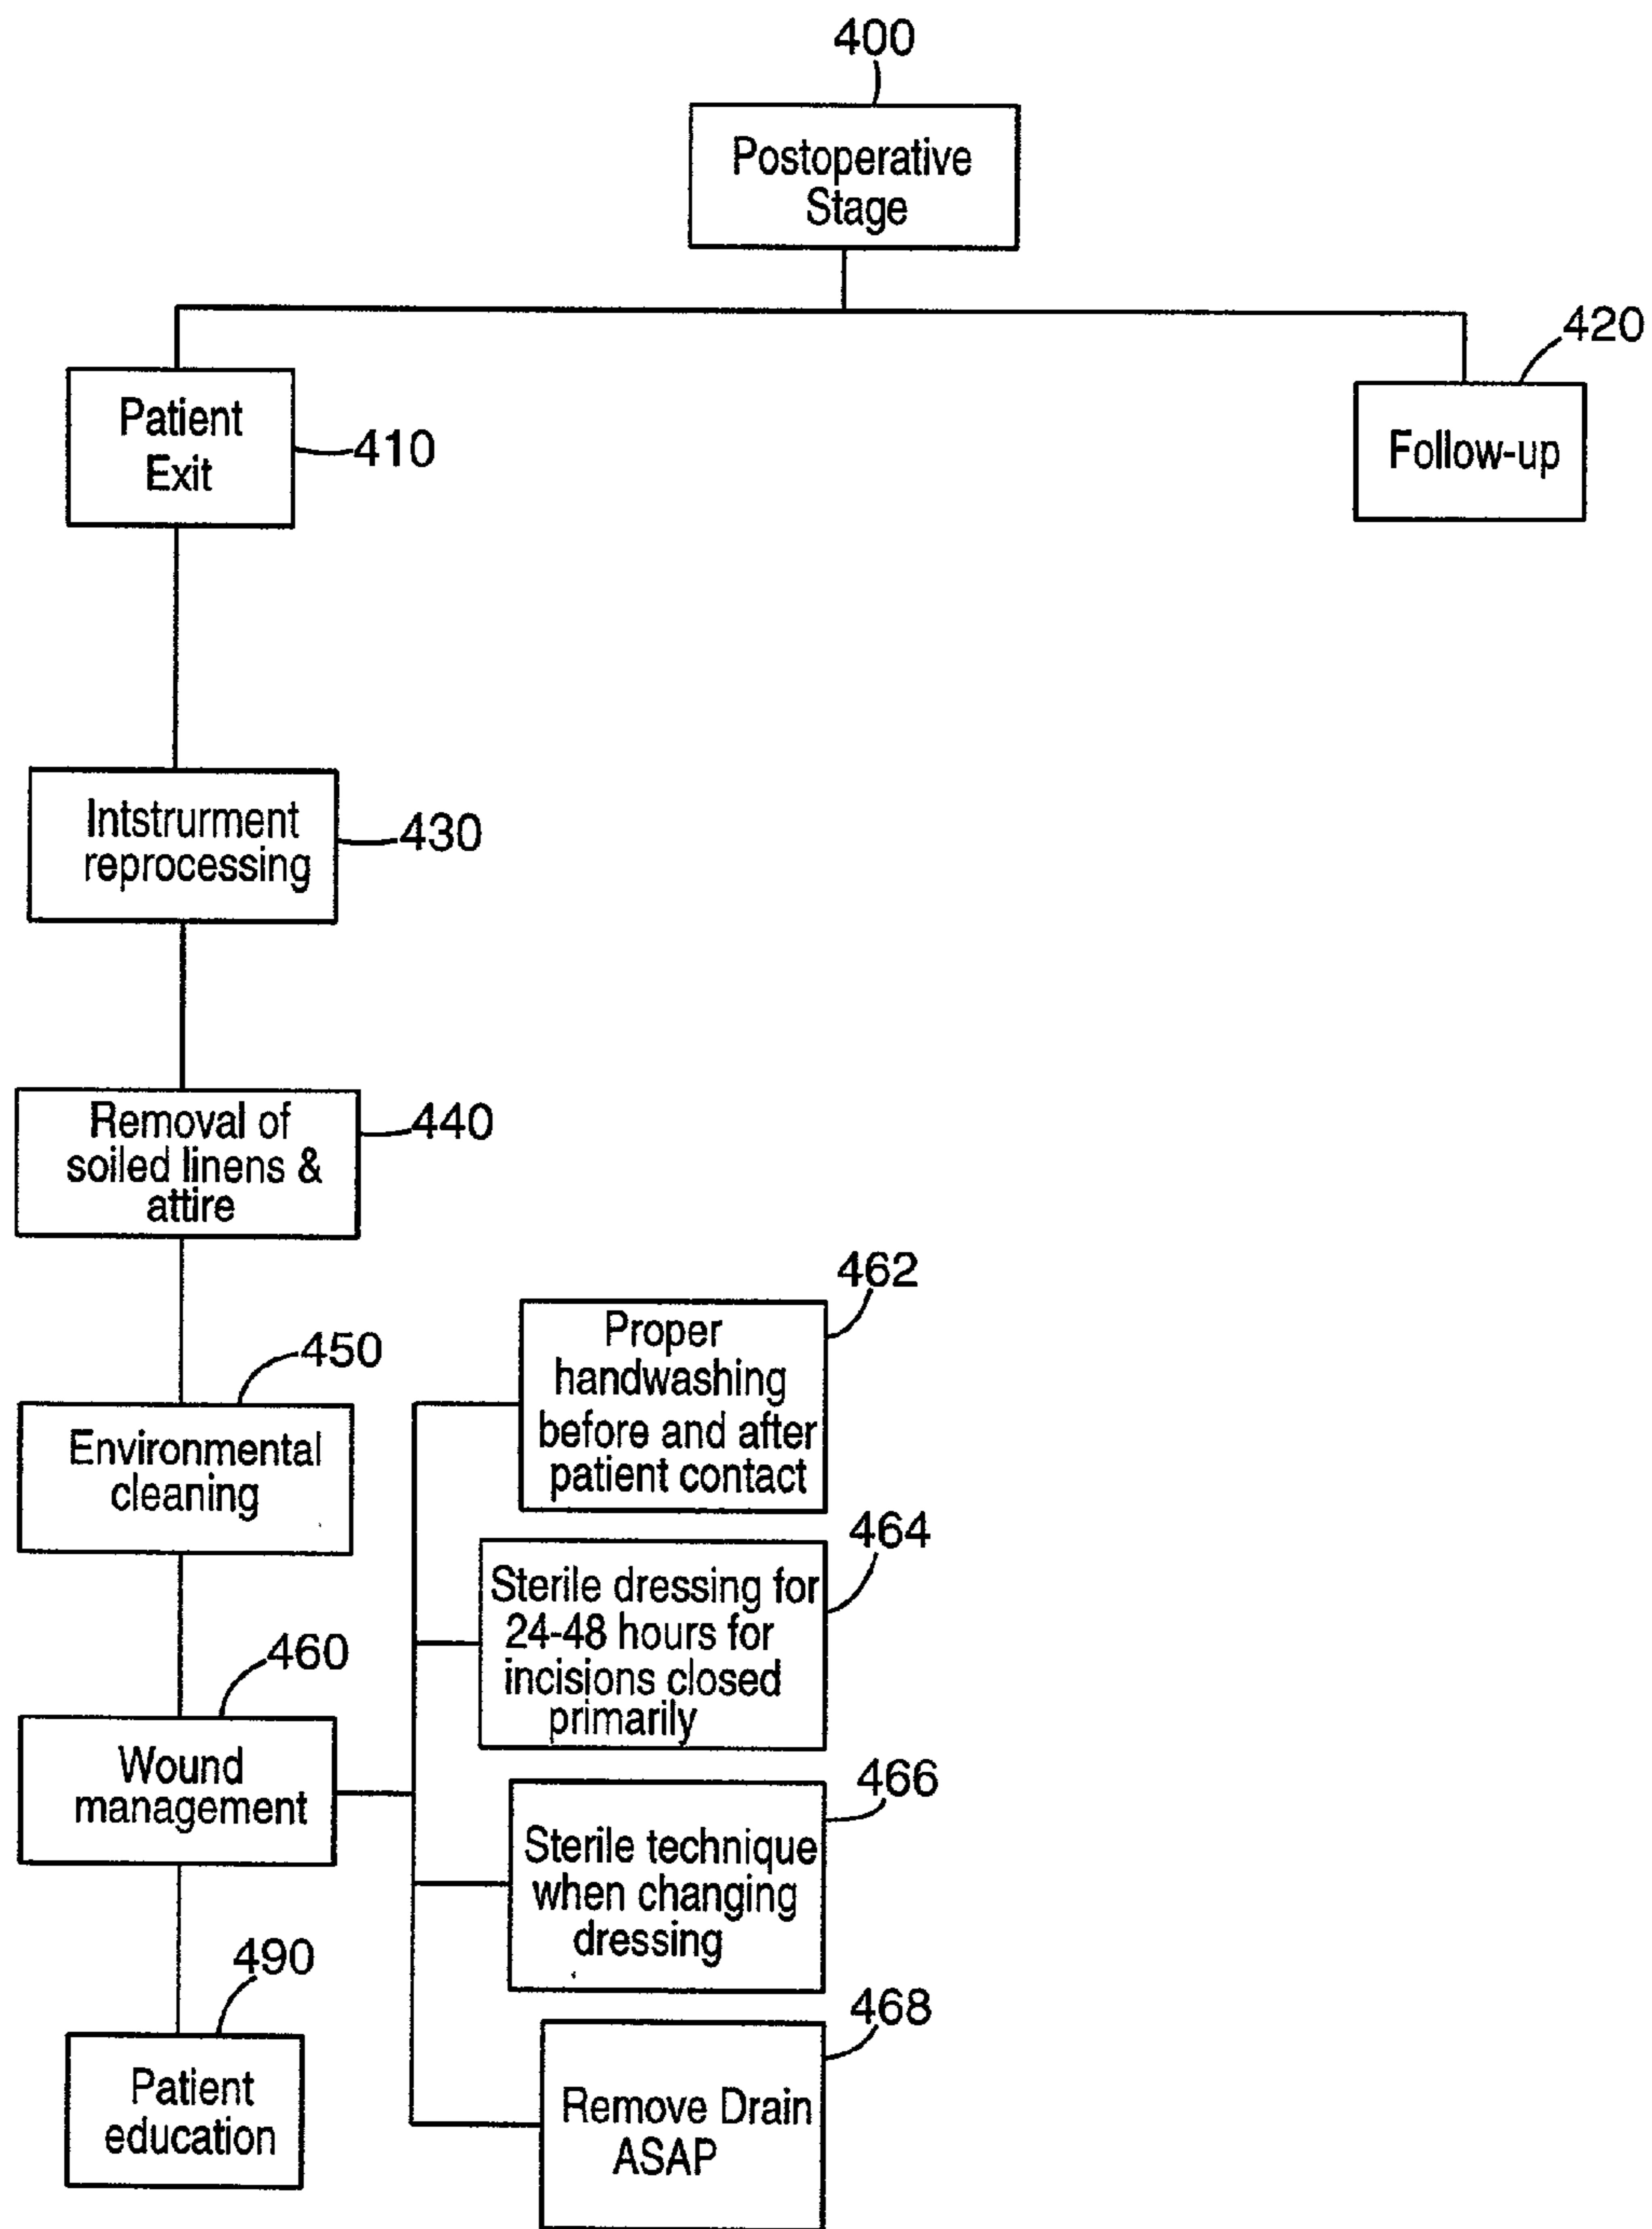 400
Postoperative
Stage
420
Patient
Exit
410
Follow-up
Intstrurment
reprocessing
430
Removal of
soiled linens &
attire
440
462
Proper
handwashing
before and after
patient contact
450
Environmental
cleaning
464
Sterile dressing for
24-48 hours for
incisions closed
primarily
460
Wound
management
466
Sterile technique
when changing
dressing
490
Patient
education
468
Remove Drain
ASAP